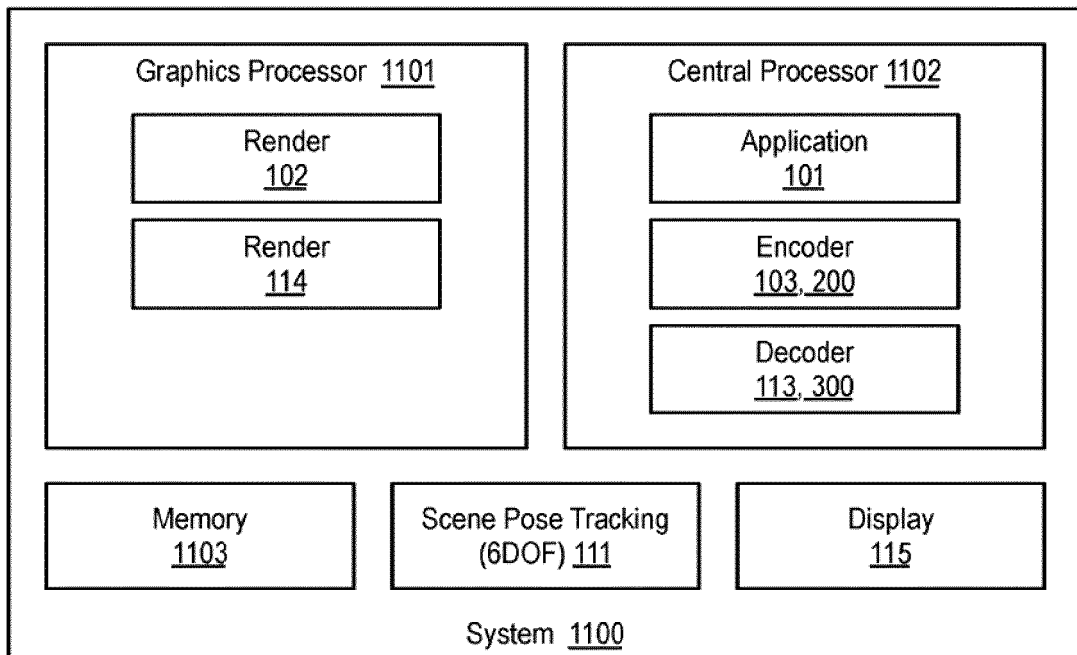 Graphics Processor 1101
Render
102
Render
114
Central Processor 1102
Application
101
Encoder
103, 200
Decoder
113, 300
Memory
1103
Scene Pose Tracking
(6DOF) 111
Display
115
System 1100